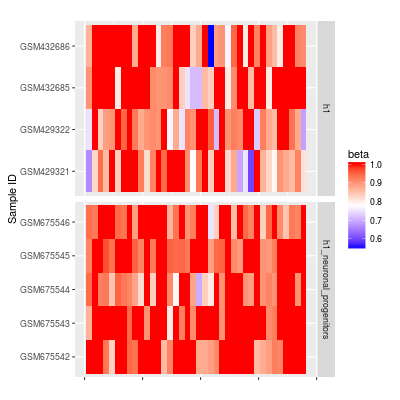 GSM432686
GSM432685
GSM429322
GSM429321
h1
GSM675546
GSM675545
GSM675544
GSM675543
GSM675542
h1_neuronal_progenitors
Sample ID
beta
1.0
0.9
0.8
0.7
0.6